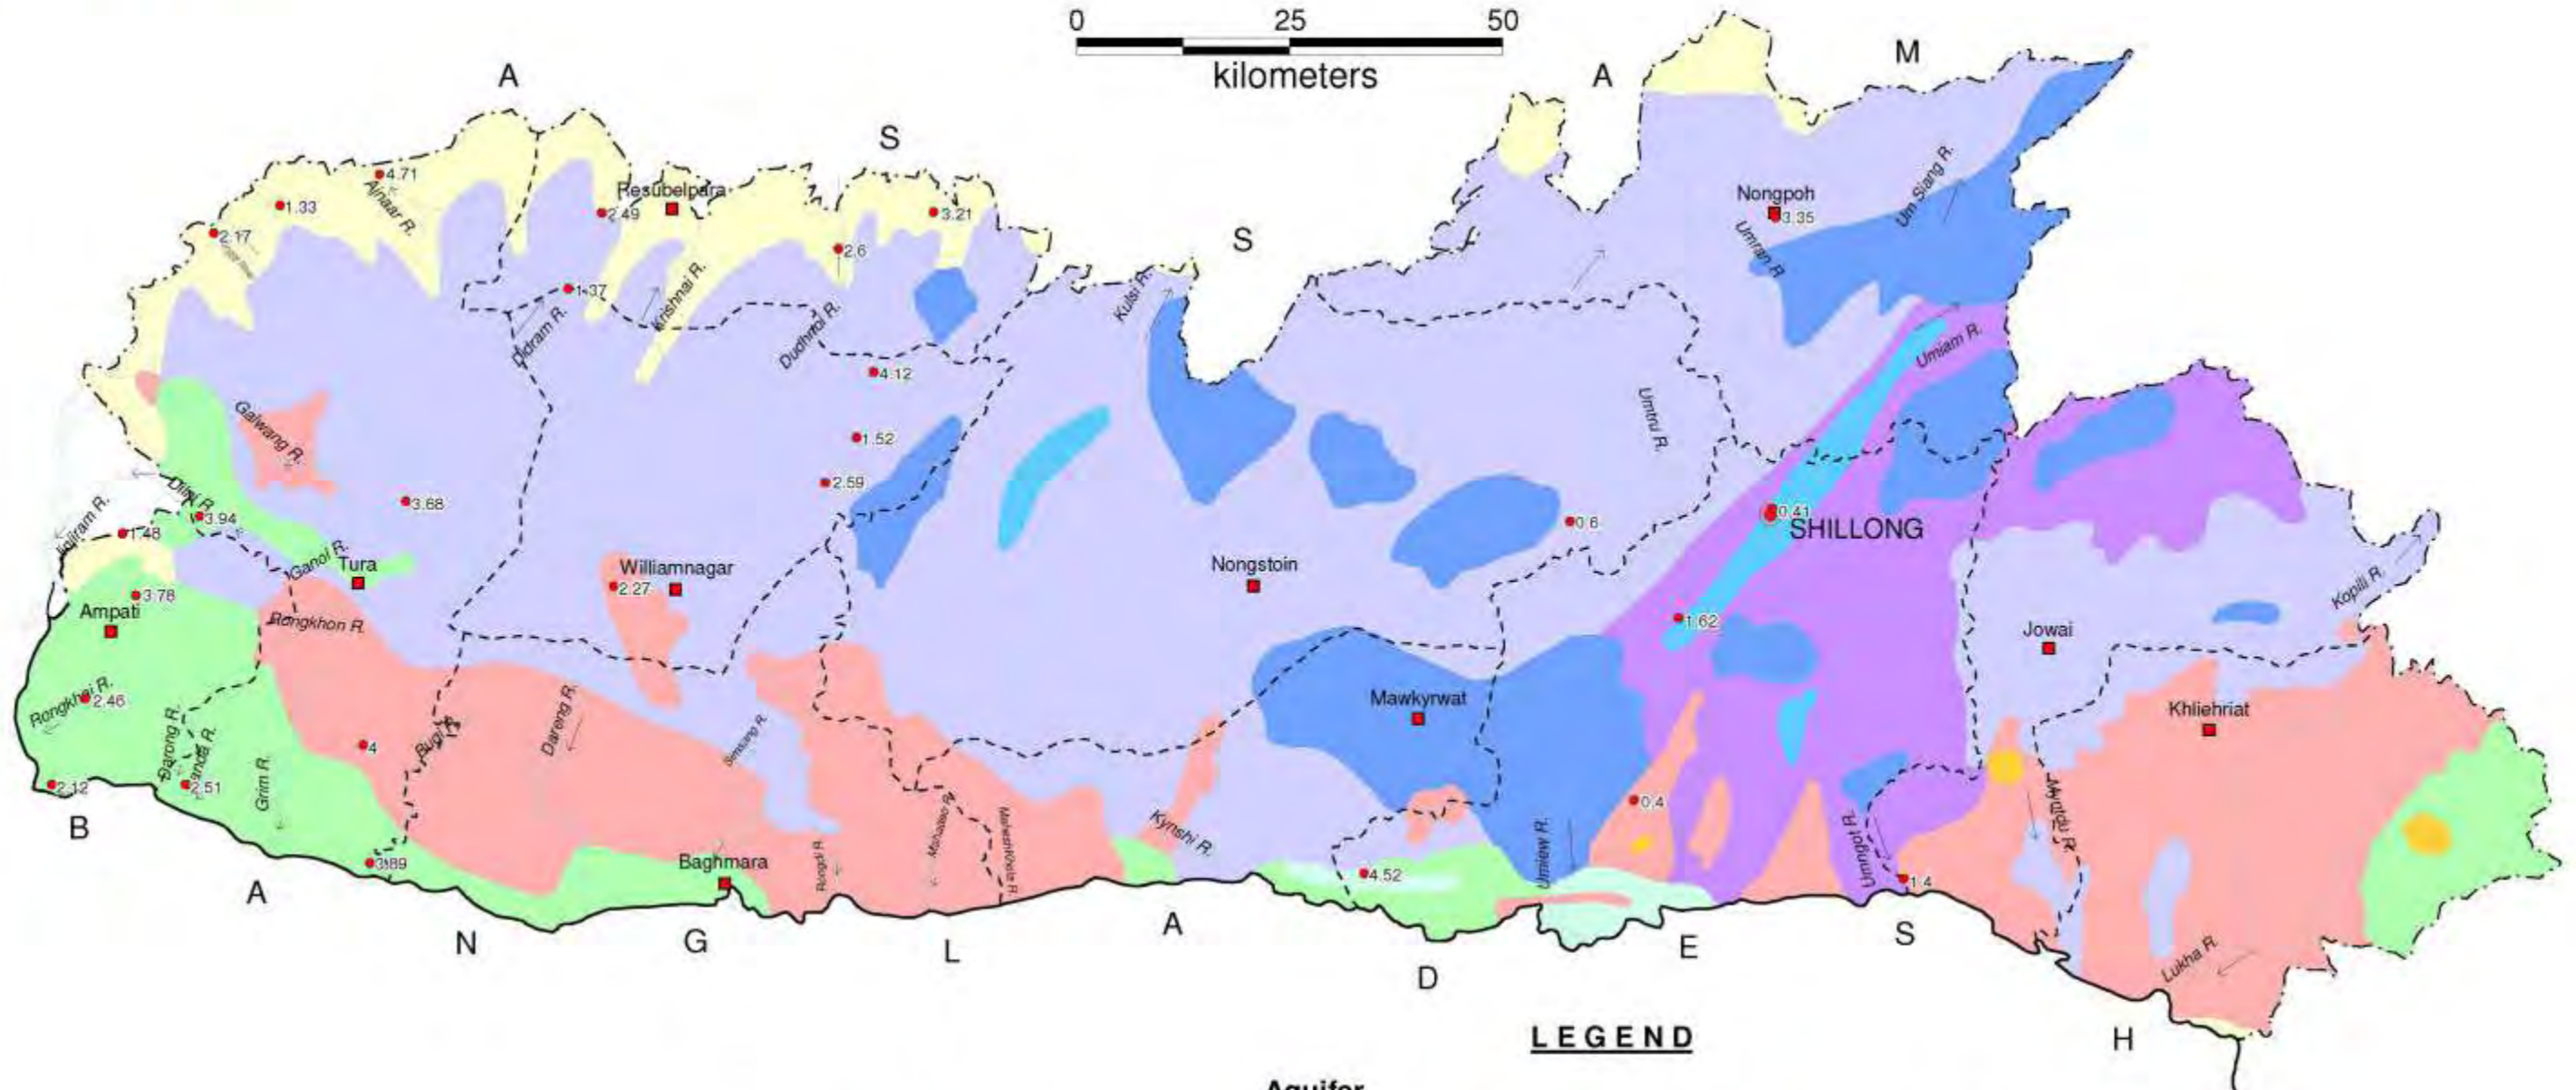 0 25 50
kilometers
A
M
A
S
S
4.71
Ajnaar R.
1.33
2.17
Resubelpara
2.49
3.21
2.6
1.37
Didram R.
Krishnai R.
Dudhnoi R.
Kulsi R.
Nongpoh
3.35
Umran R.
Um Siang R.
Umiam R.
Umtru R.
4.12
1.52
2.59
Galwang R.
3.68
Dilni R.
3.94
Jinjiram R.
1.48
Ganol R.
Tura
3.78
Ampati
Rongkhon R.
Williamnagar
2.27
Nongstoin
0.6
0.41
SHILLONG
1.62
Jowai
Kopili R.
Khliehriat
Mawkyrwat
Rongkhai R.
2.46
Darong R.
2.12
2.51
Grim R.
4
Bugi R.
Dareng R.
Simsang R.
3.89
Baghmara
Rongdi R.
Kynshi R.
4.52
Umiew R.
0.4
Umngot R.
1.4
Myntdu R.
Lukha R.
B
A
N
G
L
A
D
E
S
H
LEGEND
Aquifer